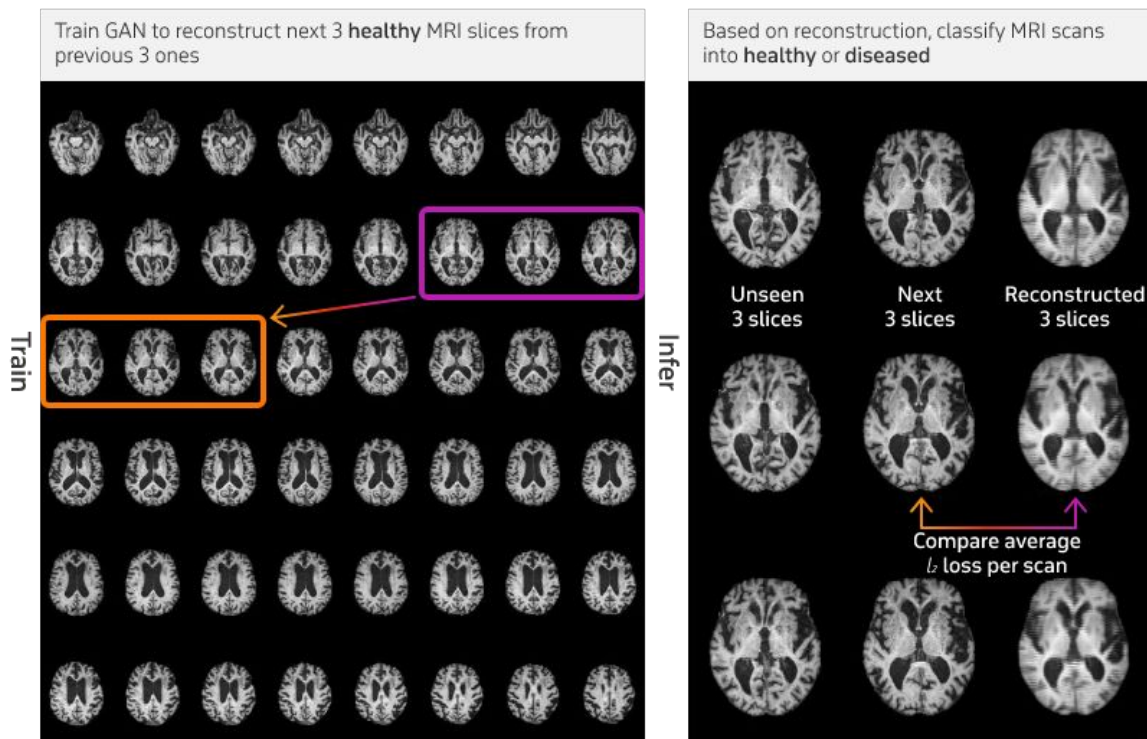 Train GAN to reconstruct next 3 healthy MRI slices from
previous 3 ones
Train
Based on reconstruction, classify MRI scans
into healthy or diseased
Infer
Unseen
3 slices
Next
3 slices
Reconstructed
3 slices
Compare average
l₂ loss per scan